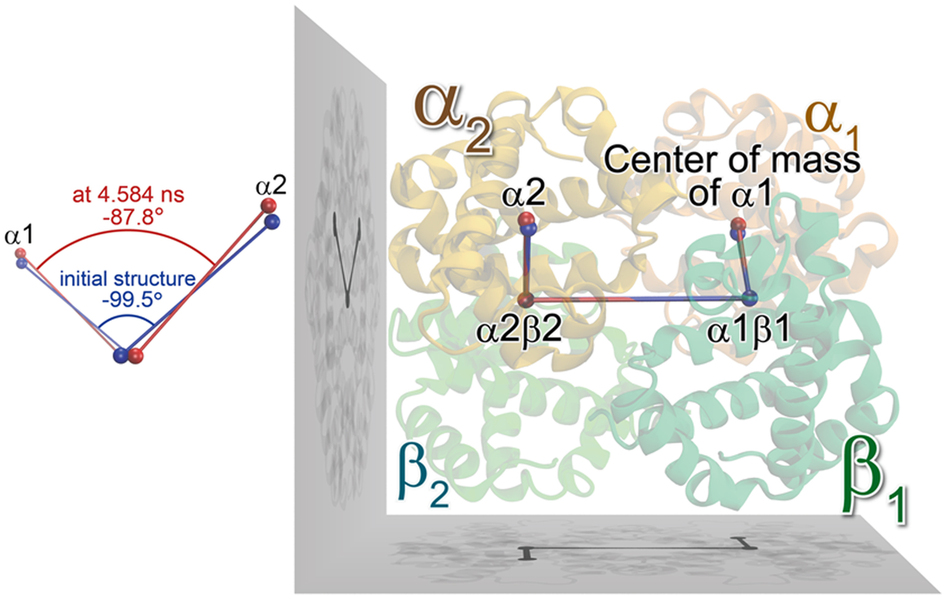 at 4.584 ns
-87.8°
α1
α2
initial structure
-99.5°
α2
α1
Center of mass
of α1
α2
α2β2
α1β1
β2
β1